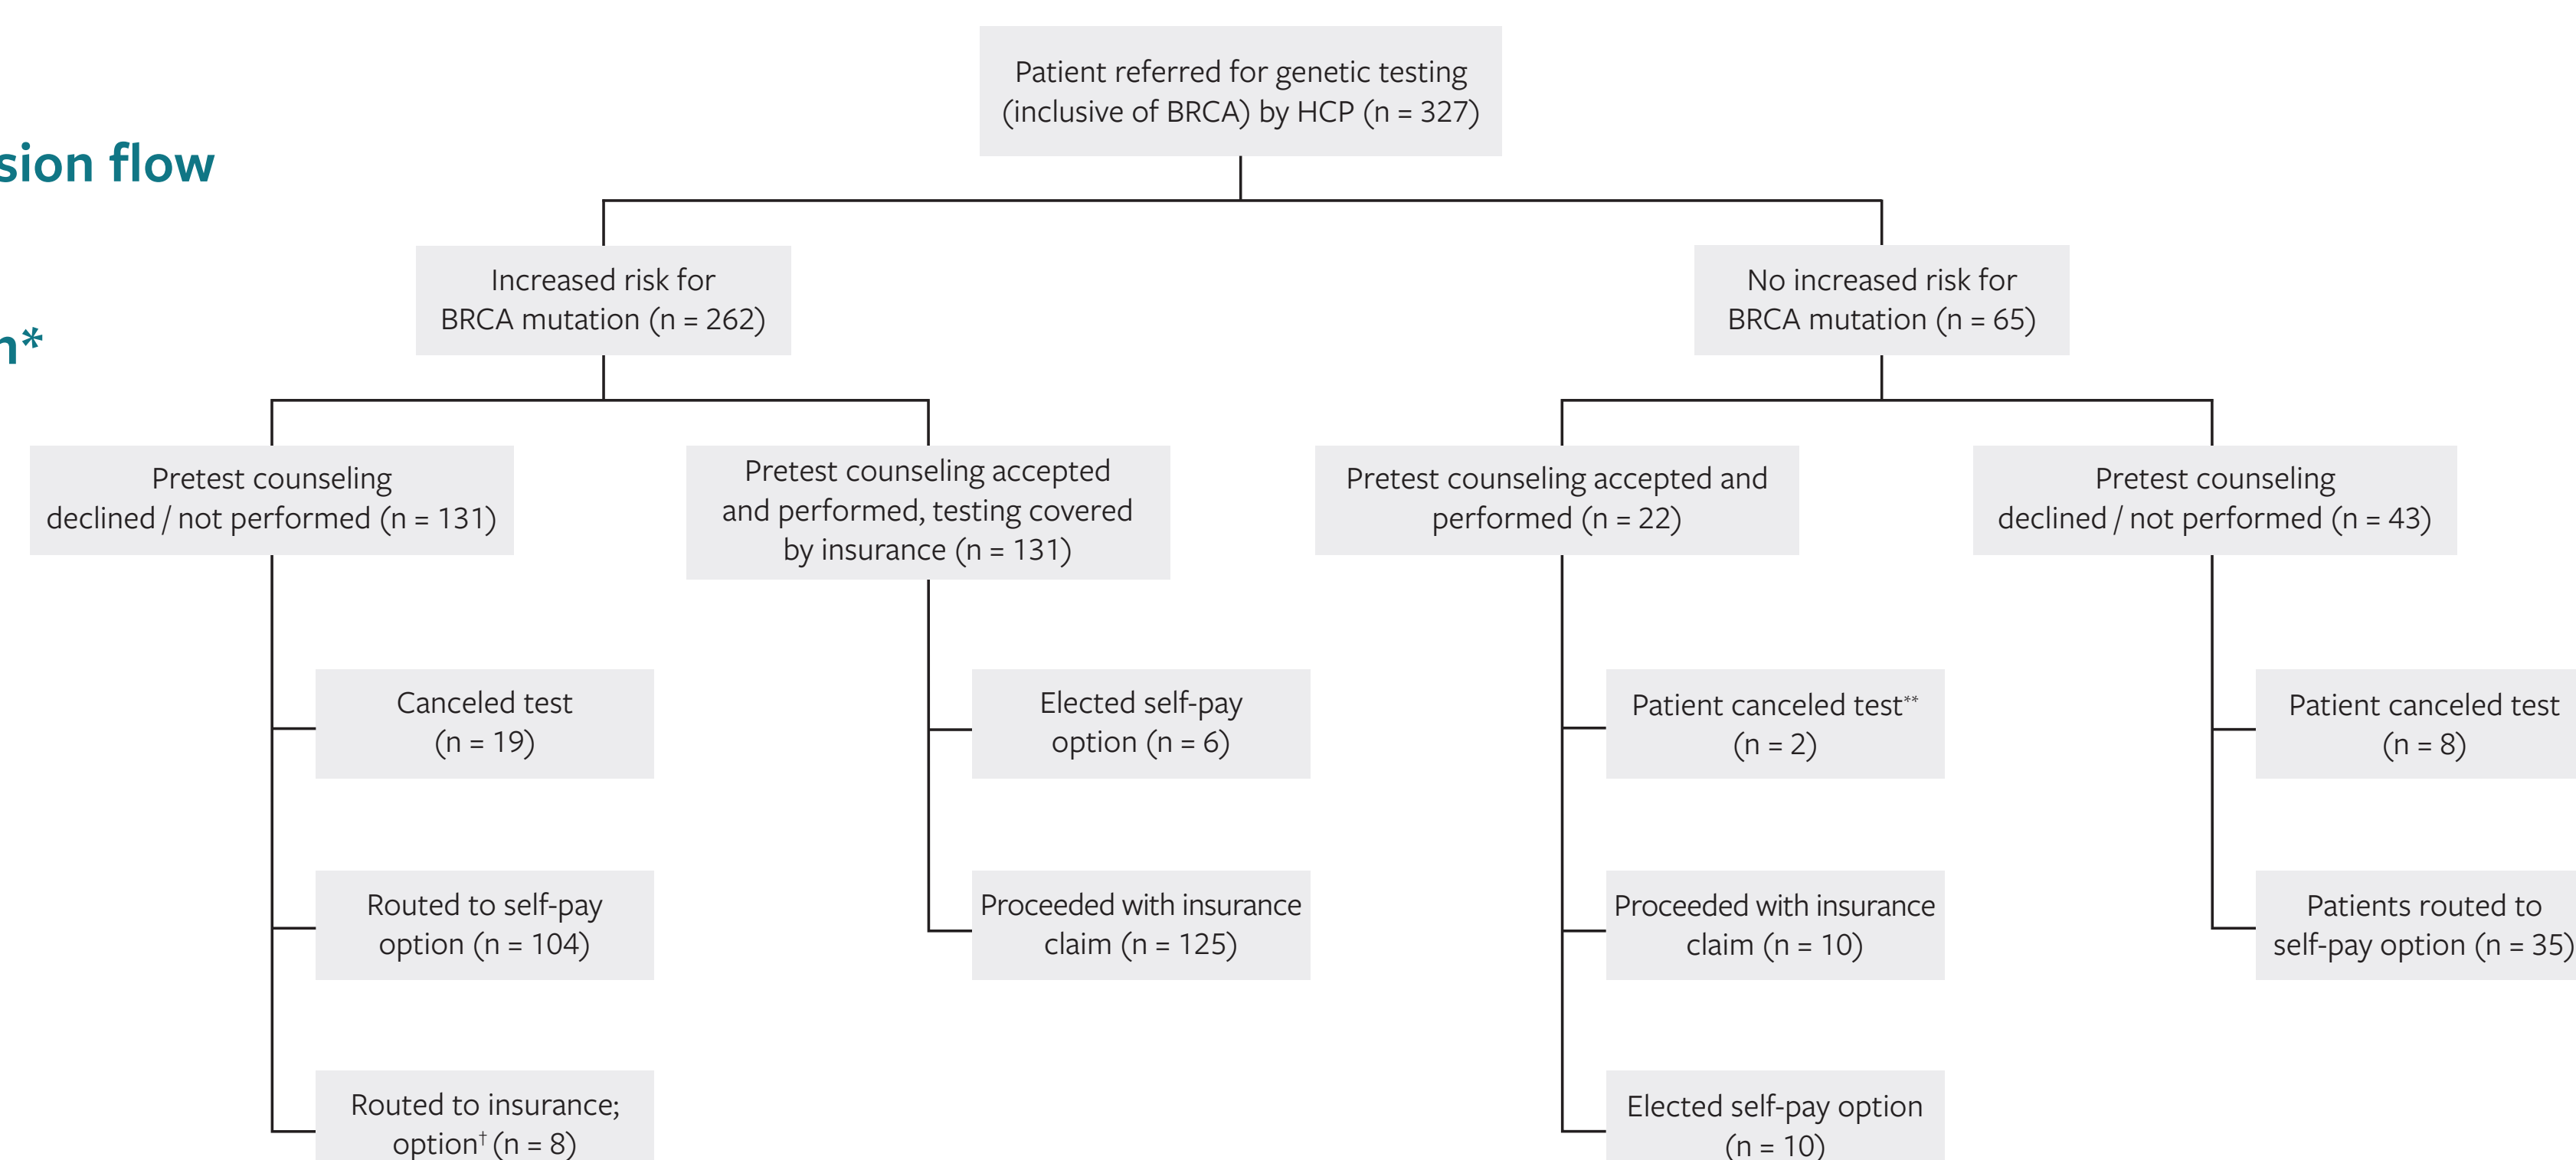 Patient referred for genetic testing
(inclusive of BRCA) by HCP (n = 327)
sion flow
n*
Increased risk for
BRCA mutation (n = 262)
No increased risk for
BRCA mutation (n = 65)
Pretest counseling
declined / not performed (n = 131)
Pretest counseling accepted
and performed, testing covered
by insurance (n = 131)
Pretest counseling accepted and
performed (n = 22)
Pretest counseling
declined / not performed (n = 43)
Canceled test
(n = 19)
Elected self-pay
option (n = 6)
Patient canceled test**
(n = 2)
Patient canceled test
(n = 8)
Routed to self-pay
option (n = 104)
Proceeded with insurance
claim (n = 125)
Proceeded with insurance
claim (n = 10)
Patients routed to
self-pay option (n = 35)
Routed to insurance;
option† (n = 8)
Elected self-pay option
(n = 10)